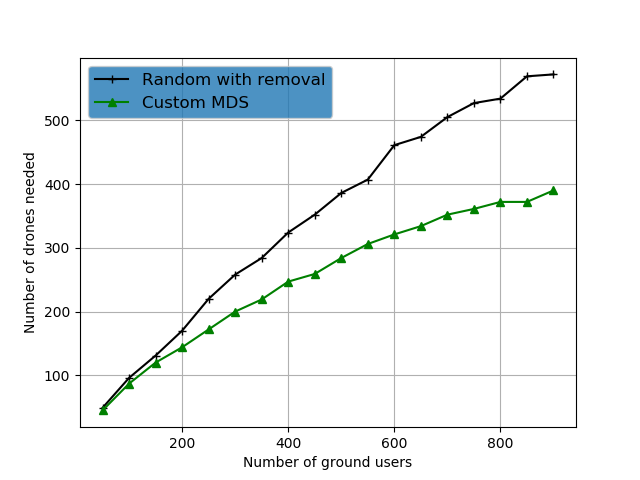 Random with removal
Custom MDS
500
400
300
200
100
200
400
600
800
Number of drones needed
Number of ground users